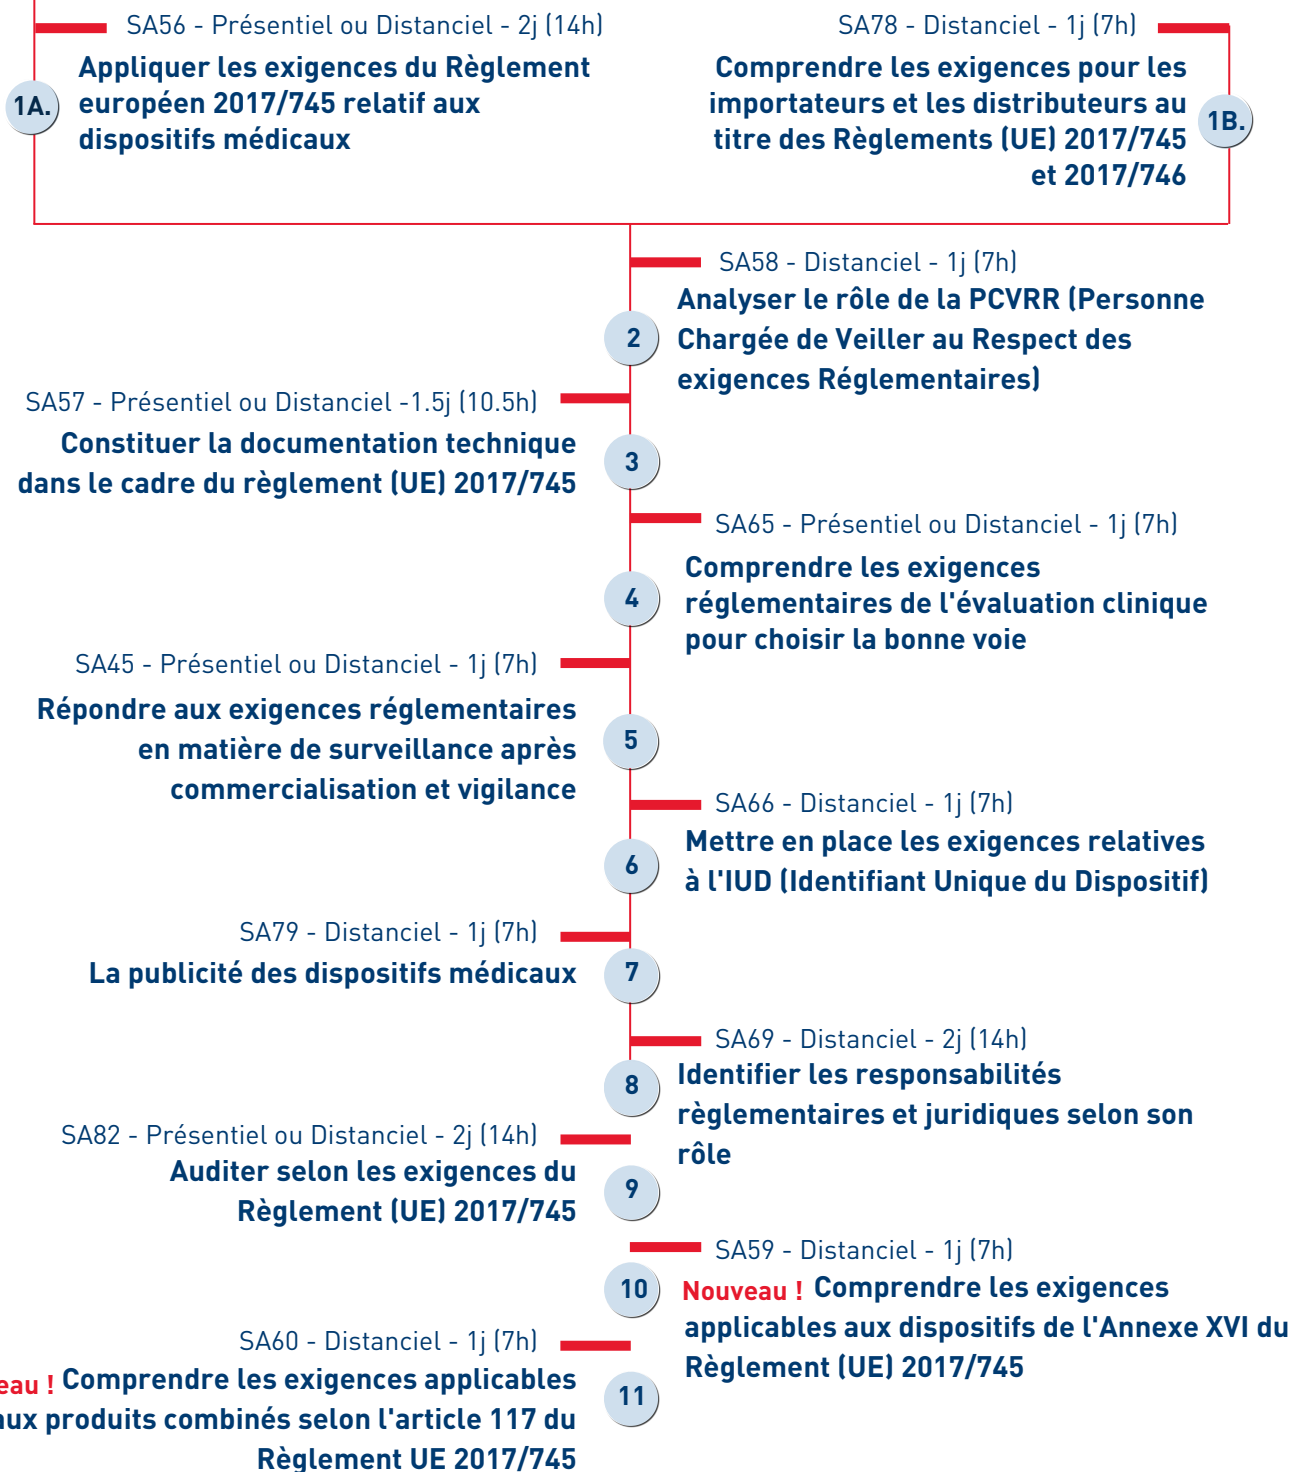 SA56 - Présentiel ou Distanciel - 2j (14h)
1A.
Appliquer les exigences du Règlement
européen 2017/745 relatif aux
dispositifs médicaux
SA78 - Distanciel - 1j (7h)
Comprendre les exigences pour les
importateurs et les distributeurs au
titre des Règlements (UE) 2017/745
et 2017/746
1B.
SA58 - Distanciel - 1j (7h)
2
Analyser le rôle de la PCVRR (Personne
Chargée de Veiller au Respect des
exigences Réglementaires)
SA57 - Présentiel ou Distanciel -1.5j (10.5h)
Constituer la documentation technique
dans le cadre du règlement (UE) 2017/745
3
SA65 - Présentiel ou Distanciel - 1j (7h)
4
Comprendre les exigences
réglementaires de l'évaluation clinique
pour choisir la bonne voie
SA45 - Présentiel ou Distanciel - 1j (7h)
Répondre aux exigences réglementaires
en matière de surveillance après
commercialisation et vigilance
5
SA66 - Distanciel - 1j (7h)
6
Mettre en place les exigences relatives
à l'IUD (Identifiant Unique du Dispositif)
SA79 - Distanciel - 1j (7h)
La publicité des dispositifs médicaux
7
SA69 - Distanciel - 2j (14h)
8
Identifier les responsabilités
règlementaires et juridiques selon son
rôle
SA82 - Présentiel ou Distanciel - 2j (14h)
Auditer selon les exigences du
Règlement (UE) 2017/745
9
SA59 - Distanciel - 1j (7h)
10
Nouveau ! Comprendre les exigences
applicables aux dispositifs de l'Annexe XVI du
Règlement (UE) 2017/745
SA60 - Distanciel - 1j (7h)
eau ! Comprendre les exigences applicables
aux produits combinés selon l'article 117 du
Règlement UE 2017/745
11